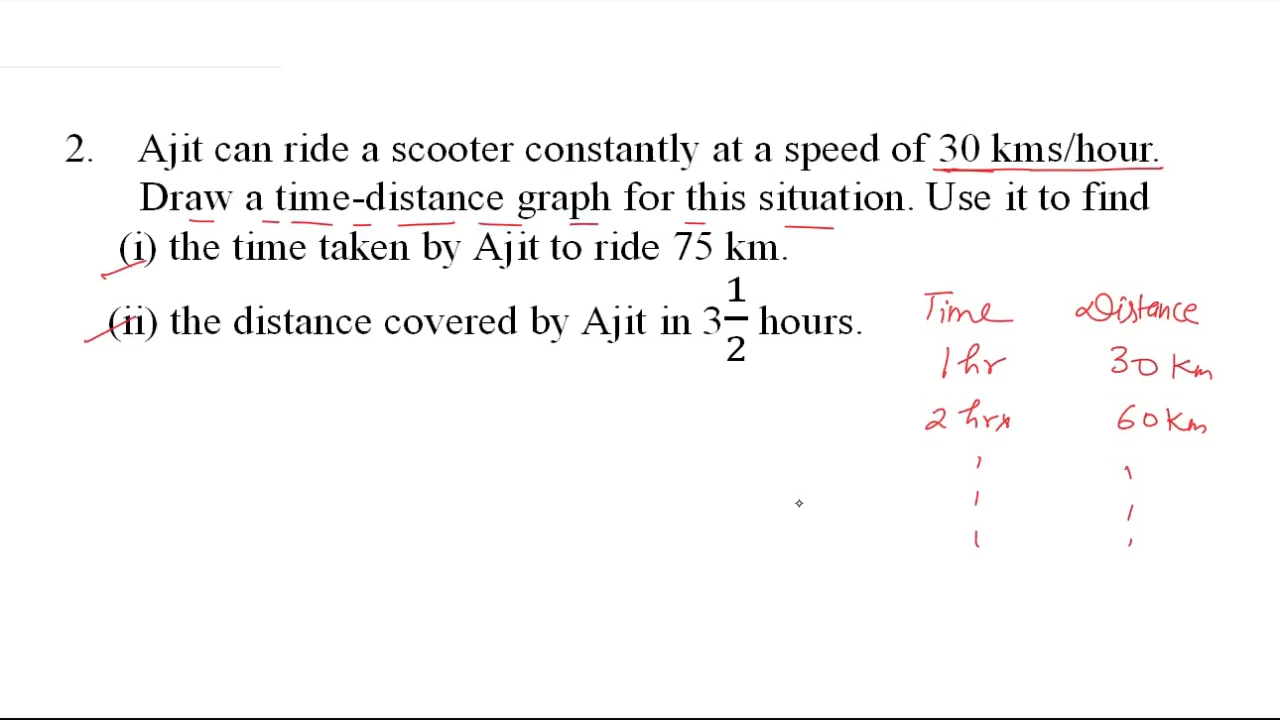 2. Ajit can ride a scooter constantly at a speed of 30 kms/hour.
Draw a time-distance graph for this situation. Use it to find
(i) the time taken by Ajit to ride 75 km.
(ii) the distance covered by Ajit in 3 1/2 hours.
Time Distance
1 hr 30 Km
2 hrs 60 Km